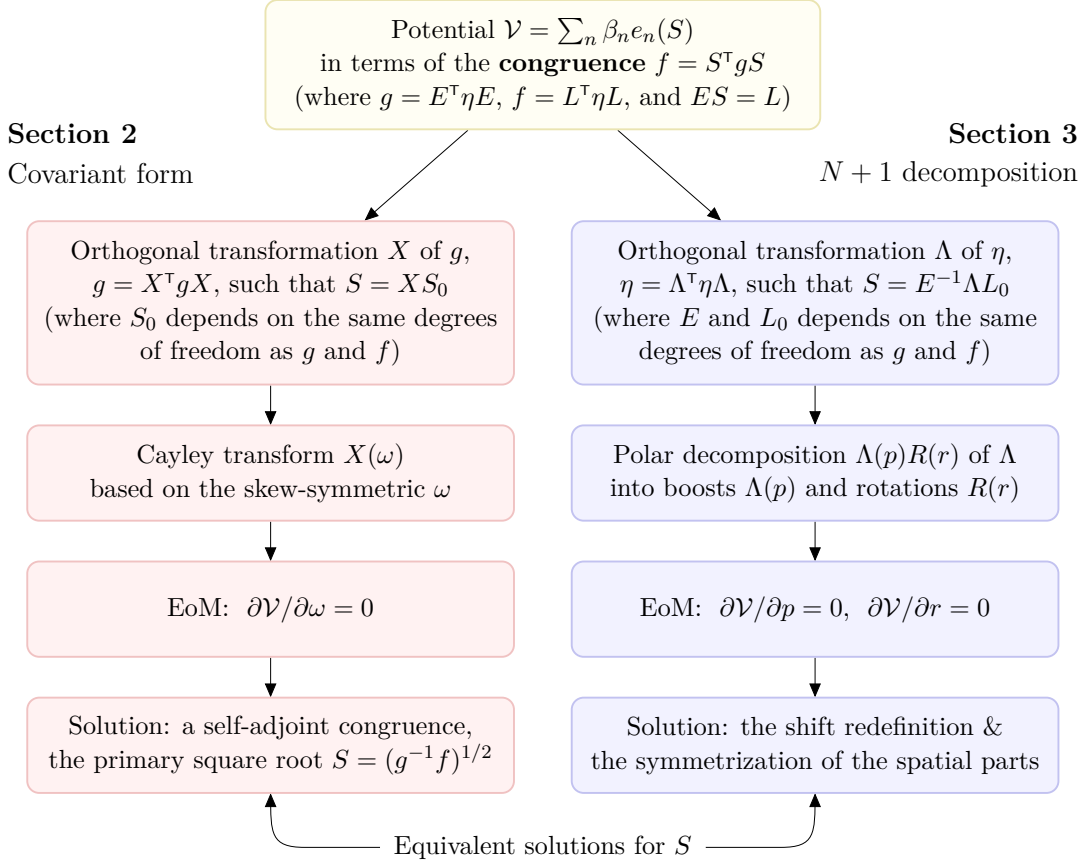 Potential 𝒱 = ∑ₙ βₙeₙ(S)
in terms of the congruence f = SᵀgS
(where g = EᵀηE, f = LᵀηL, and ES = L)
Section 2
Covariant form
Section 3
N + 1 decomposition
Orthogonal transformation X of g,
g = XᵀgX, such that S = XS₀
(where S₀ depends on the same degrees
of freedom as g and f)
Cayley transform X(ω)
based on the skew-symmetric ω
EoM: ∂𝒱/∂ω = 0
Solution: a self-adjoint congruence,
the primary square root S = (g⁻¹f)¹ᐟ²
Orthogonal transformation Λ of η,
η = ΛᵀηΛ, such that S = E⁻¹ΛL₀
(where E and L₀ depends on the same
degrees of freedom as g and f)
Polar decomposition Λ(p)R(r) of Λ
into boosts Λ(p) and rotations R(r)
EoM: ∂𝒱/∂p = 0, ∂𝒱/∂r = 0
Solution: the shift redefinition &
the symmetrization of the spatial parts
Equivalent solutions for S